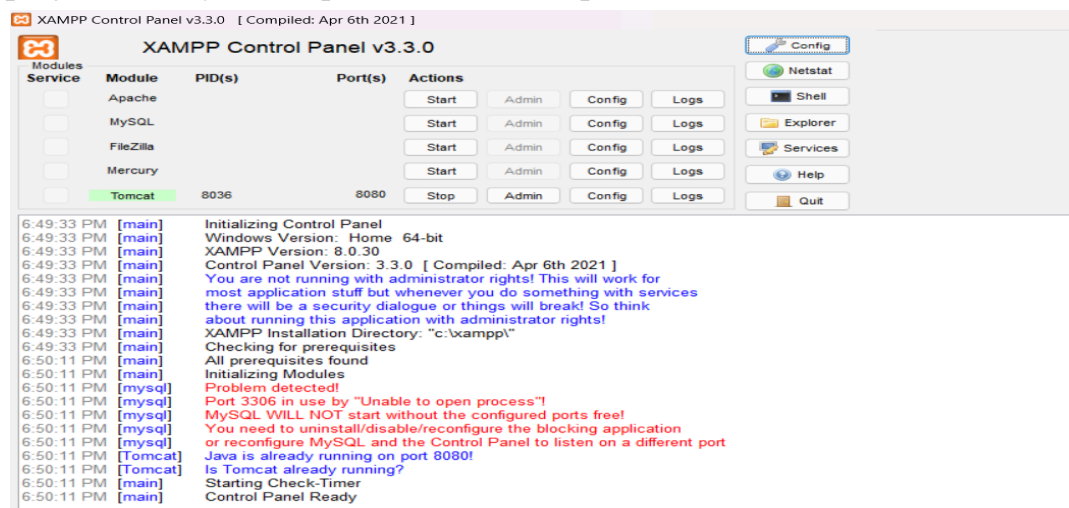 XAMPP Control Panel v3.3.0 [ Compiled: Apr 6th 2021 ]
XAMPP Control Panel v3.3.0
Config
Modules
Service Module PID(s) Port(s) Actions
Netstat
Apache Start Admin Config Logs
Shell
MySQL Start Admin Config Logs
Explorer
FileZilla Start Admin Config Logs
Services
Mercury Start Admin Config Logs
Help
Tomcat 8036 8080 Stop Admin Config Logs
Quit
6:49:33 PM [main] Initializing Control Panel
6:49:33 PM [main] Windows Version: Home 64-bit
6:49:33 PM [main] XAMPP Version: 8.0.30
6:49:33 PM [main] Control Panel Version: 3.3.0 [ Compiled: Apr 6th 2021 ]
6:49:33 PM [main] You are not running with administrator rights! This will work for
6:49:33 PM [main] most application stuff but whenever you do something with services
6:49:33 PM [main] there will be a security dialogue or things will break! So think
6:49:33 PM [main] about running this application with administrator rights!
6:49:33 PM [main] XAMPP Installation Directory: "c:\xampp\"
6:49:33 PM [main] Checking for prerequisites
6:50:11 PM [main] All prerequisites found
6:50:11 PM [main] Initializing Modules
6:50:11 PM [mysql] Problem detected!
6:50:11 PM [mysql] Port 3306 in use by "Unable to open process"!
6:50:11 PM [mysql] MySQL WILL NOT start without the configured ports free!
6:50:11 PM [mysql] You need to uninstall/disable/reconfigure the blocking application
6:50:11 PM [mysql] or reconfigure MySQL and the Control Panel to listen on a different port
6:50:11 PM [Tomcat] Java is already running on port 8080!
6:50:11 PM [Tomcat] Is Tomcat already running?
6:50:11 PM [main] Starting Check-Timer
6:50:11 PM [main] Control Panel Ready